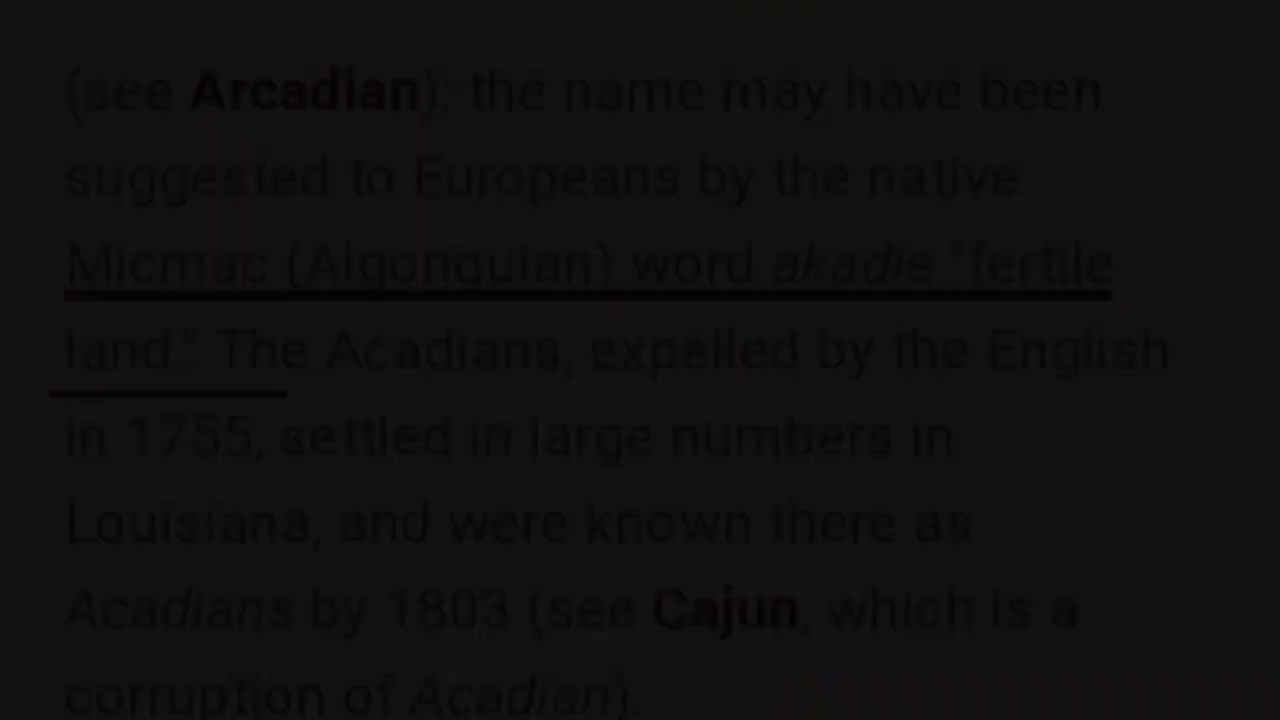 (see Arcadian): the name may have been
suggested to Europeans by the native
Micmac (Algonquian) word akadie "fertile
land." The Acadians, expelled by the English
in 1755, settled in large numbers in
Louisiana, and were known there as
Acadians by 1803 (see Cajun, which is a
corruption of Acadian)